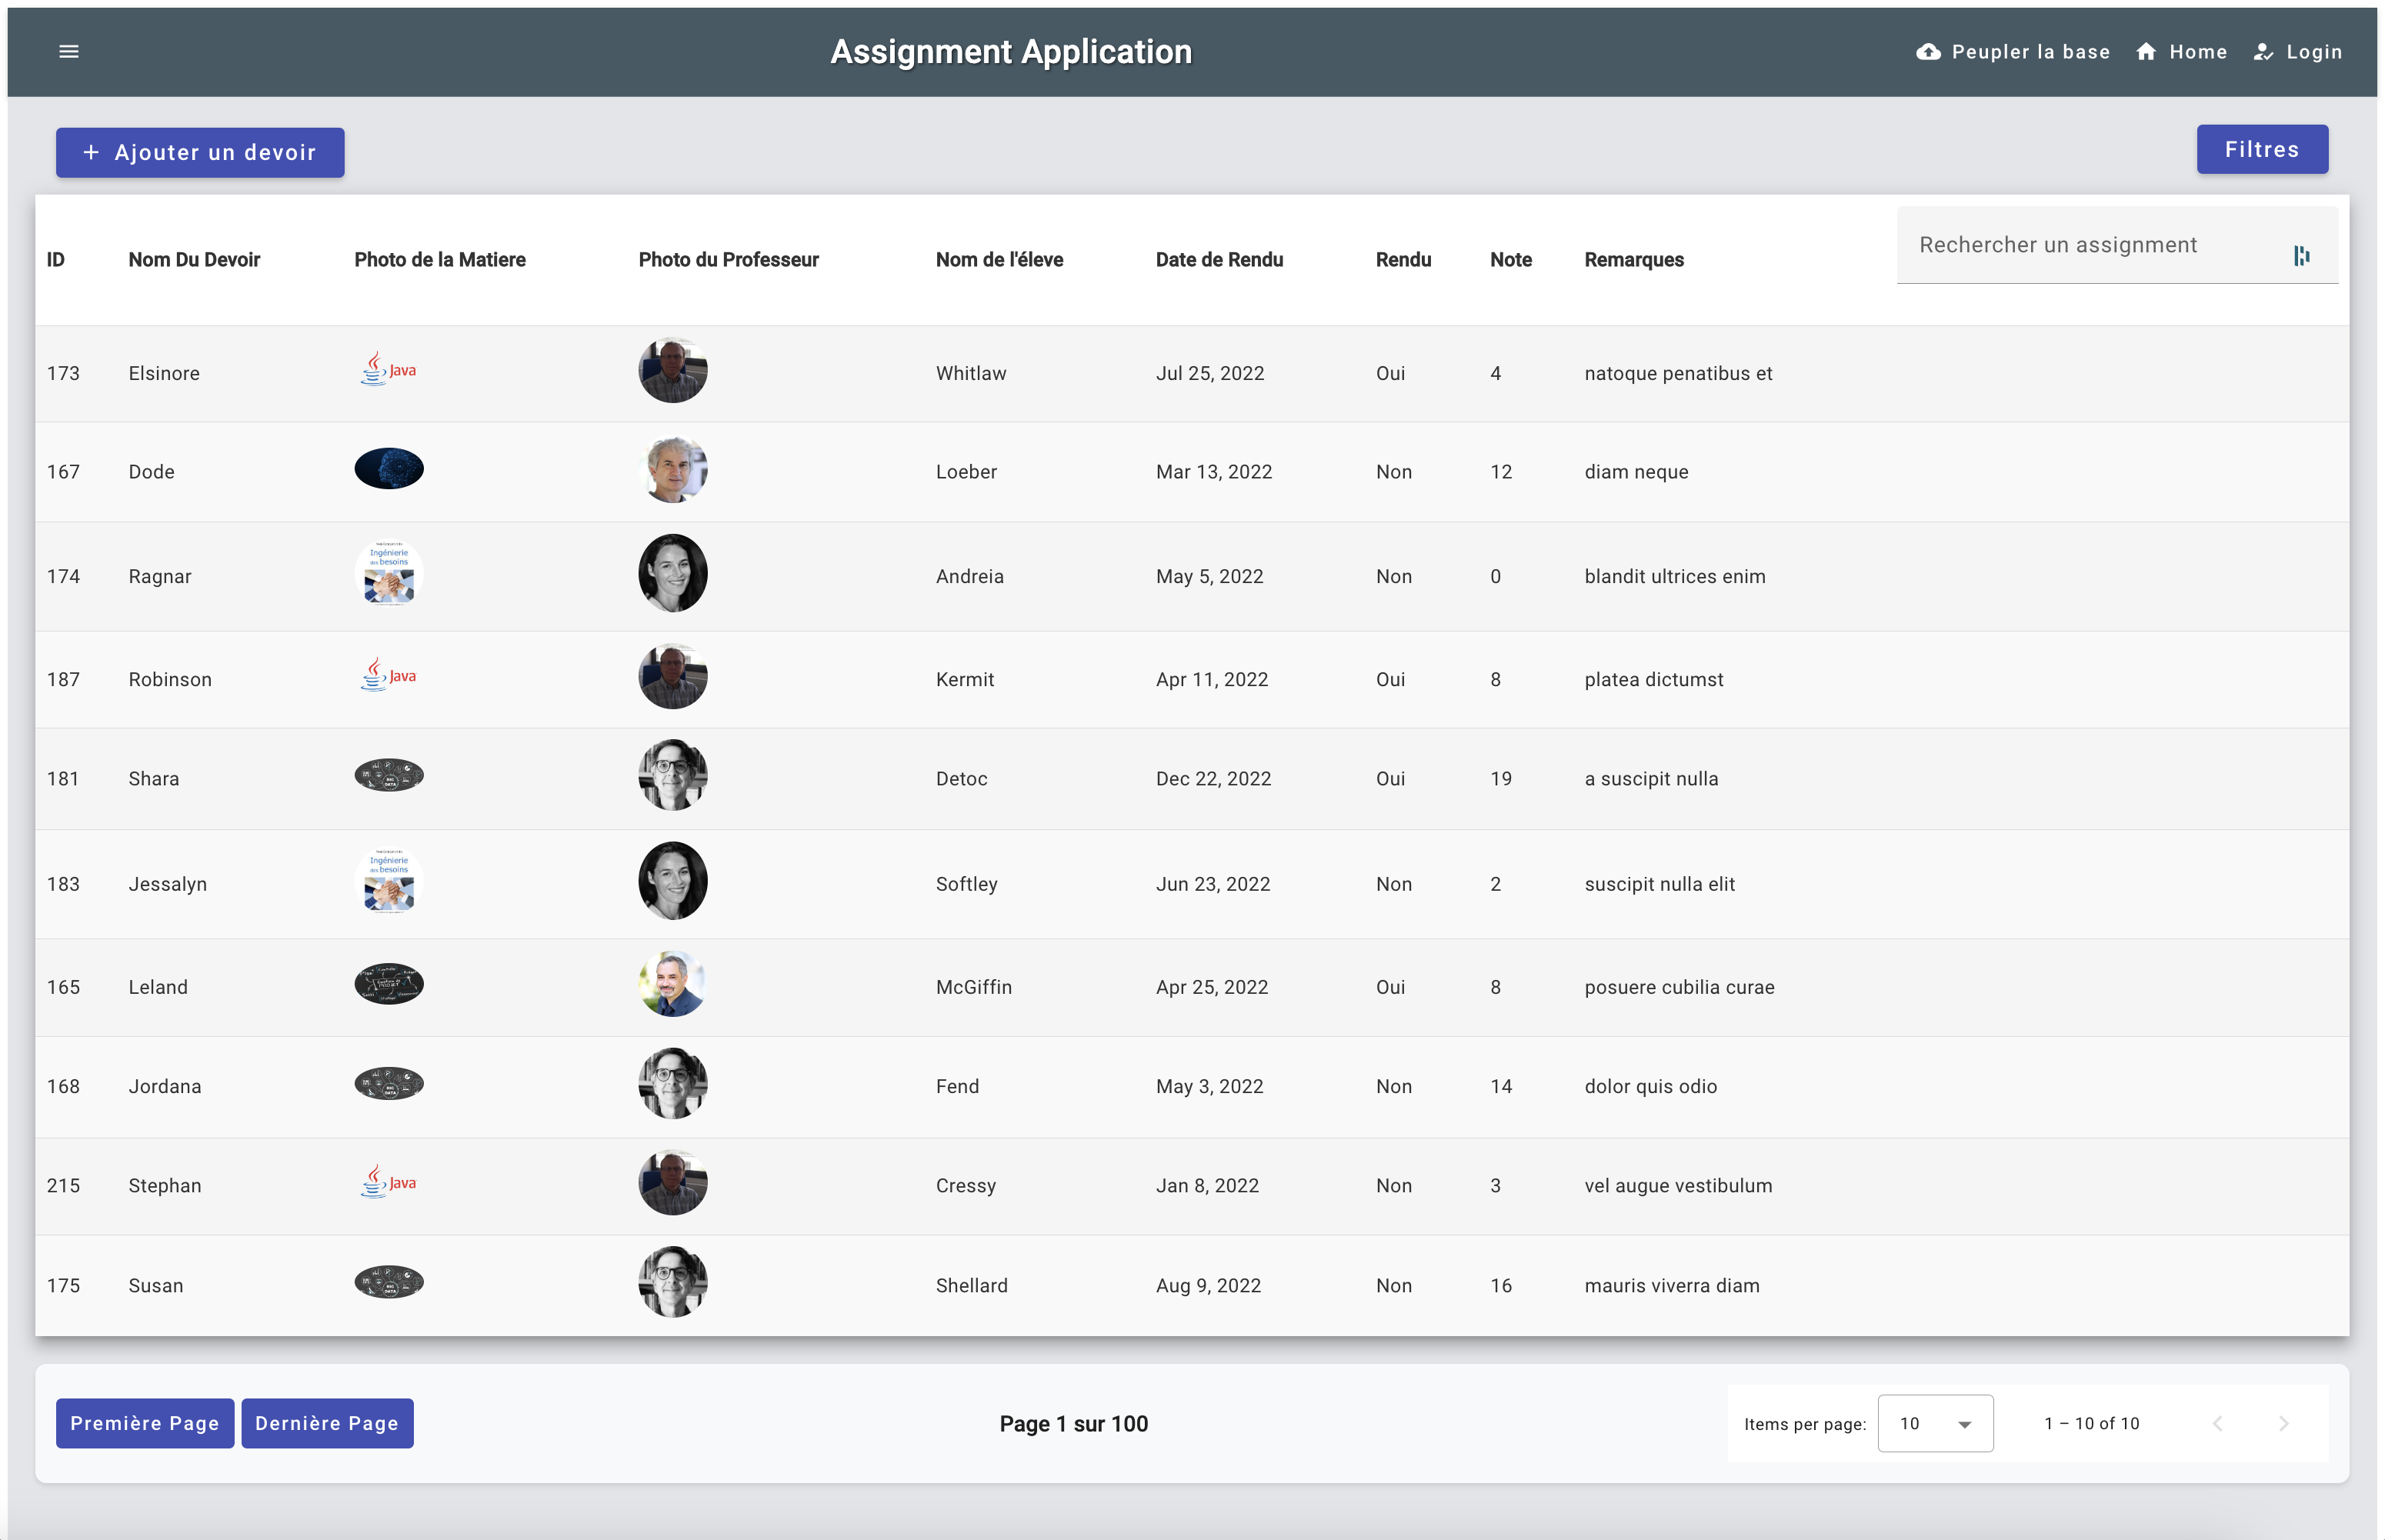 Assignment Application
Peupler la base Home Login
+ Ajouter un devoir
Filtres
ID Nom Du Devoir Photo de la Matiere Photo du Professeur Nom de l'éleve Date de Rendu Rendu Note Remarques Rechercher un assignment
173 Elsinore Java Whitlaw Jul 25, 2022 Oui 4 natoque penatibus et
167 Dode Loeber Mar 13, 2022 Non 12 diam neque
174 Ragnar Ingénierie des besoins Andreia May 5, 2022 Non 0 blandit ultrices enim
187 Robinson Java Kermit Apr 11, 2022 Oui 8 platea dictumst
181 Shara BIG DATA Detoc Dec 22, 2022 Oui 19 a suscipit nulla
183 Jessalyn Ingénierie des besoins Softley Jun 23, 2022 Non 2 suscipit nulla elit
165 Leland McGiffin Apr 25, 2022 Oui 8 posuere cubilia curae
168 Jordana BIG DATA Fend May 3, 2022 Non 14 dolor quis odio
215 Stephan Java Cressy Jan 8, 2022 Non 3 vel augue vestibulum
175 Susan BIG DATA Shellard Aug 9, 2022 Non 16 mauris viverra diam
Première Page Dernière Page Page 1 sur 100 Items per page: 10 1 – 10 of 10